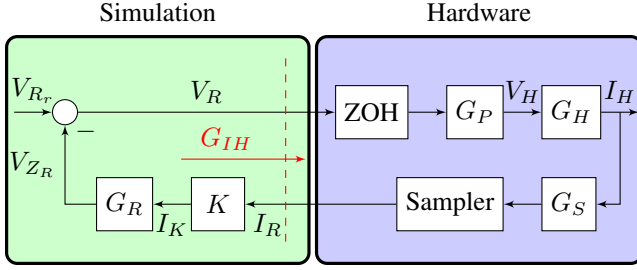 Simulation Hardware
V_{R_r} V_R ZOH G_P V_H G_H I_H
−
G_{IH}
V_{Z_R}
G_R I_K K I_R Sampler G_S